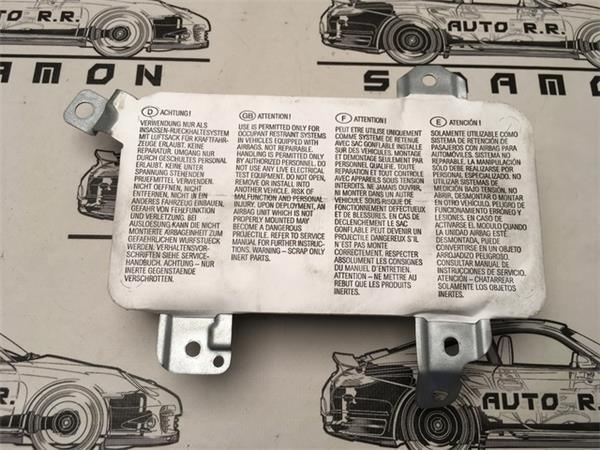 AUTO R.R.
AUTO R.R.
S
D
A
MON
D ACHTUNG!
VERWENDUNG NUR ALS
INSASSEN-RUECKHALTESYSTEM
MIT LUFTSACK FÜR KRAFTFAHR-
ZEUGE ERLAUBT. KEINE
REPARATUR. UMGANG NUR
DURCH GESCHULTES PERSONAL
ERLAUBT. KEINE UNTER
SPANNUNG STEHENDEN
PRÜFMITTEL VERWENDEN,
NICHT OEFFNEN, NICHT
ENTFERNEN ODER IN EIN
ANDERES FAHRZEUG EINBAUEN,
GEFAHR VON FEHLFUNKTION
UND VERLETZUNG. BEI
AUSLOESUNG KANN DIE NICHT
MONTIERTE AIRBAGEINHEIT ZUM
GEFAEHRLICHEN WURFSTUECK
WERDEN. VERHALTENSVOR-
SCHRIFTEN SIEHE SERVICE-
HANDBUCH. ACHTUNG – NUR
INERTE GEGENSTAENDE
VERSCHROTTEN.
GB ATTENTION!
USE IS PERMITTED ONLY FOR
OCCUPANT RESTRAINT SYSTEMS
IN VEHICLES EQUIPPED WITH
AIRBAGS. NOT REPAIRABLE.
HANDLING IS PERMITTED ONLY
BY AUTHORIZED PERSONNEL. DO
NOT USE ANY LIVE ELECTRICAL
TEST EQUIPMENT. DO NOT OPEN,
REMOVE OR INSTALL INTO
ANOTHER VEHICLE. RISK OF
MALFUNCTION AND PERSONAL
INJURY. UPON DEPLOYMENT, AN
AIRBAG UNIT WHICH IS NOT
PROPERLY MOUNTED MAY
BECOME A DANGEROUS
PROJECTILE. REFER TO SERVICE
MANUAL FOR FURTHER INSTRUC-
TIONS. WARNING – SCRAP ONLY
INERT PARTS.
F ATTENTION!
PEUT ETRE UTILISE UNIQUEMENT
COMME SYSTEME DE RETENUE
AVEC SAC GONFLABLE INSTALLE
SUR DES VEHICULES. MONTAGE
ET DEMONTAGE SEULEMENT PAR
PERSONNEL QUALIFIE, TOUTE
REPARATION ET TOUT CONTROLE
AVEC APPAREILS SOUS TENSION
INTERDITS. NE JAMAIS OUVRIR,
NI MONTER DANS UN AUTRE
VEHICULE SOUS RISQUE DE
FONCTIONNEMENT DEFECTUEUX
ET DE BLESSURES. EN CAS DE
DECLENCHEMENT LE SAC
GONFLABLE PEUT DEVENIR UN
PROJECTILE DANGEREUX S'IL
N'EST PAS MONTE
CORRECTEMENT. RESPECTER
ABSOLUMENT LES CONSIGNES
DU MANUEL D'ENTRETIEN.
ATTENTION – NE METTRE AU
REBUT QUE LES PRODUITS
INERTES.
E ATENCIÓN!
SOLAMENTE UTILIZABLE COMO
SISTEMA DE RETENCIÓN DE
PASAJEROS CON AIRBAG PARA
AUTOMÓVILES. SISTEMA NO
REPARABLE. LA MANIPULACIÓN
SÓLO DEBE REALIZARSE POR
PERSONAL ESPECIALIZADO. NO
UTILIZAR SISTEMAS DE
MEDICIÓN BAJO TENSIÓN, NO
ABRIR, DESMONTAR O MONTAR
EN OTRO VEHÍCULO. PELIGRO DE
FUNCIONAMIENTO ERRÓNEO Y
LESIONES. EN CASO DE
ACTIVARSE EL MÓDULO CUANDO
LA UNIDAD AIRBAG ESTÉ
DESMONTADA, PUEDE
CONVERTIRSE EN UN OBJETO
ARROJADIZO PELIGROSO.
CONSULTAR MANUAL DE
INSTRUCCIONES DE SERVICIO.
ATENCIÓN – CHATARREAR
SOLAMENTE LOS OBJETOS
INERTES.
AUTO R.